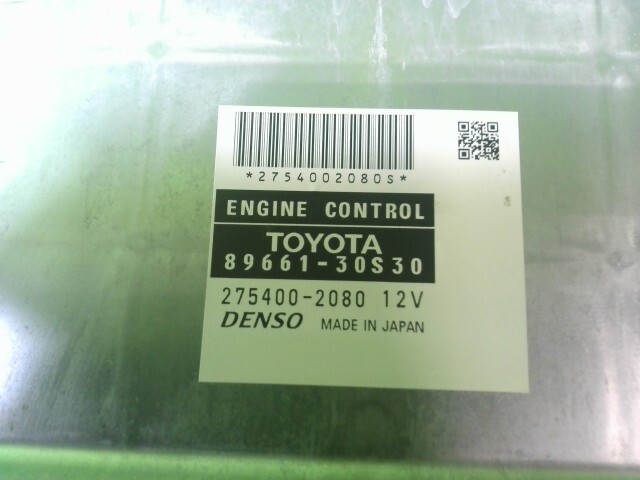 *2754002080S*
ENGINE CONTROL
TOYOTA
89661-30S30
275400-2080 12V
DENSO MADE IN JAPAN